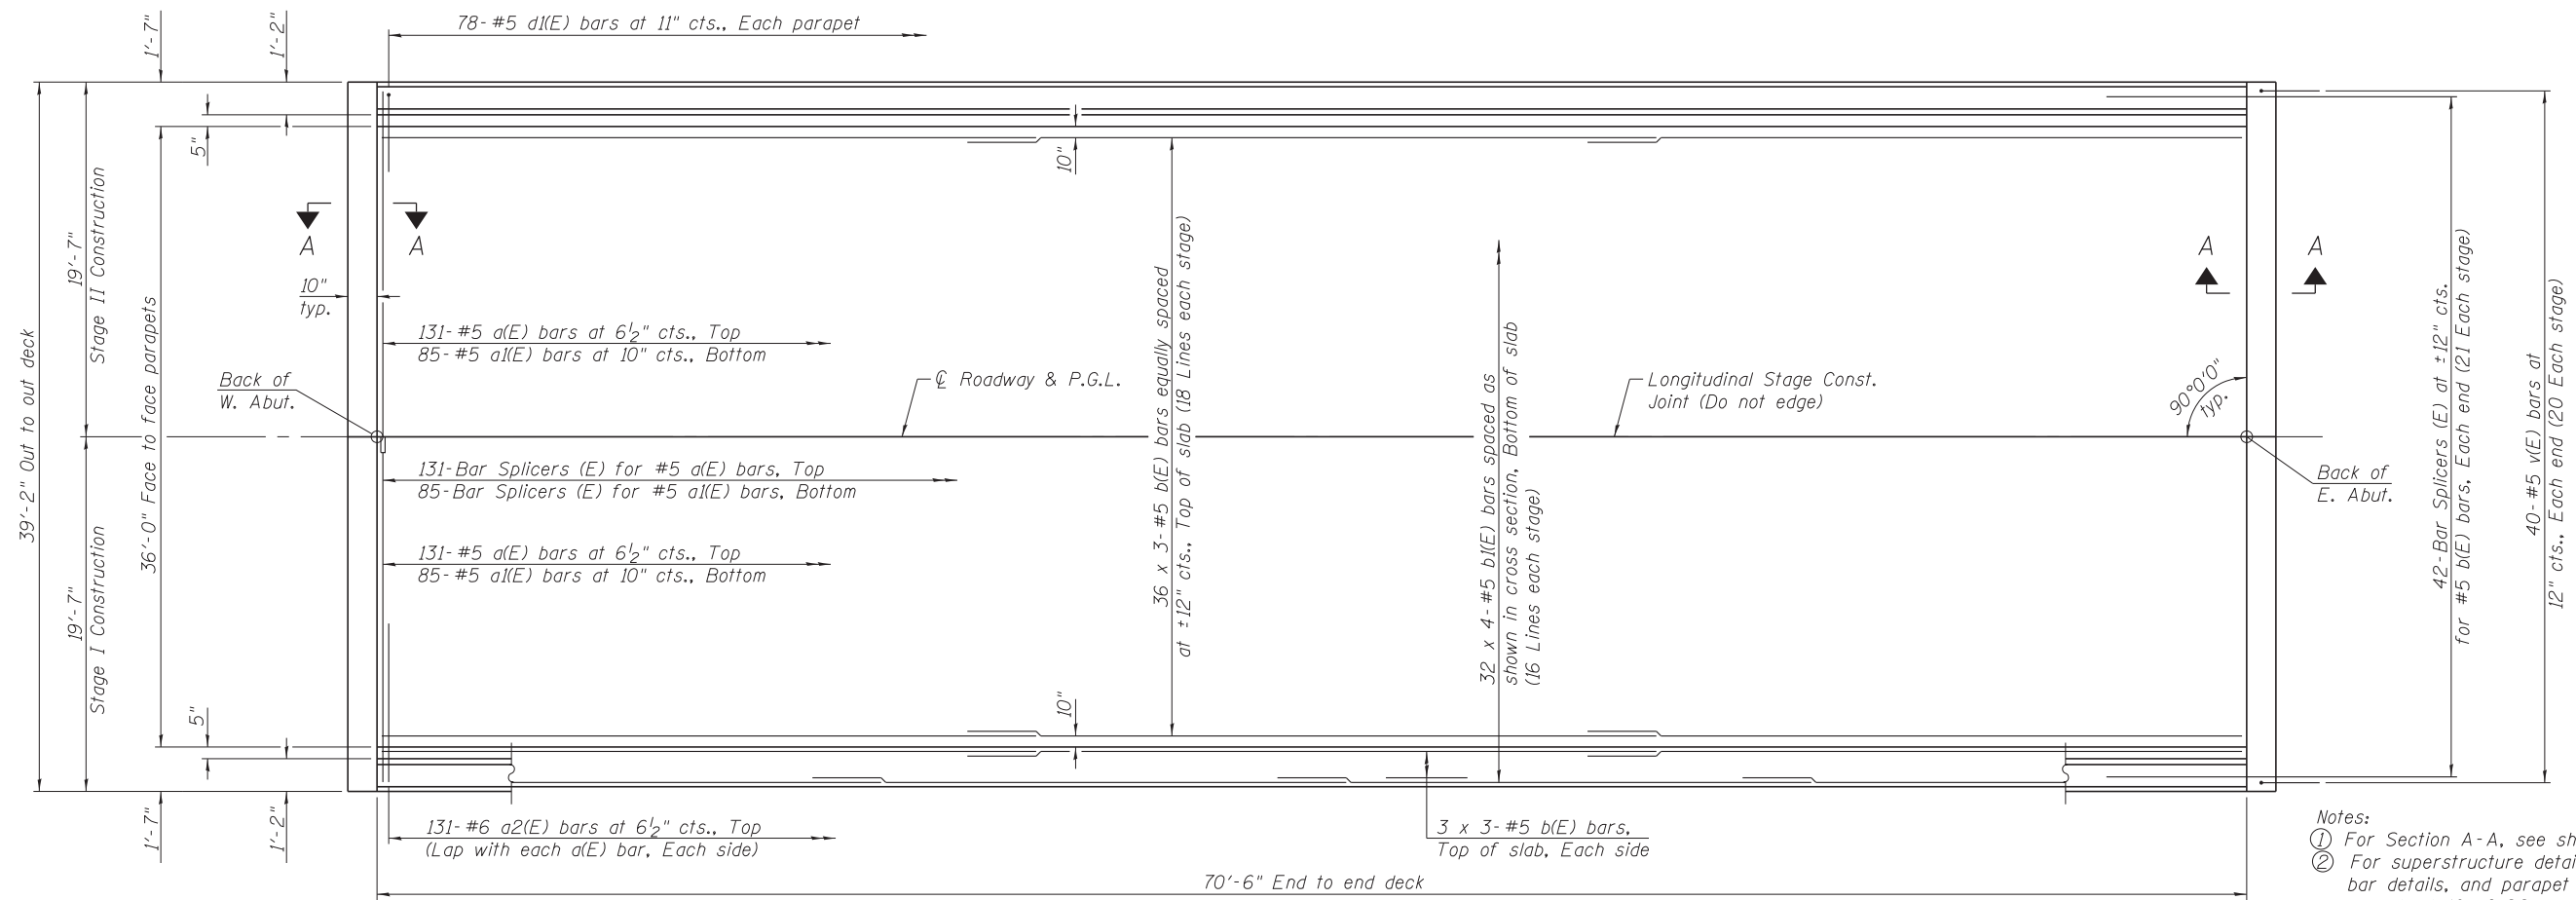 78-#5 d1(E) bars at 11" cts., Each parapet
1'-7"
1'-2"
5"
10"
39'-2" Out to out deck
19'-7"
Stage II Construction
36'-0" Face to face parapets
A
A
10"
typ.
131-#5 a(E) bars at 6½" cts., Top
85-#5 a1(E) bars at 10" cts., Bottom
Back of
W. Abut.
℄ Roadway & P.G.L.
Longitudinal Stage Const.
Joint (Do not edge)
36 x 3-#5 b(E) bars equally spaced
at ±12" cts., Top of slab (18 Lines each stage)
32 x 4-#5 b1(E) bars spaced as
shown in cross section, Bottom of slab
(16 Lines each stage)
A
A
90°0'0"
typ.
Back of
E. Abut.
42-Bar Splicers (E) at ±12" cts.
for #5 b(E) bars, Each end (21 Each stage)
40-#5 v(E) bars at
12" cts., Each end (20 Each stage)
131-Bar Splicers (E) for #5 a(E) bars, Top
85-Bar Splicers (E) for #5 a1(E) bars, Bottom
19'-7"
Stage I Construction
131-#5 a(E) bars at 6½" cts., Top
85-#5 a1(E) bars at 10" cts., Bottom
5"
10"
1'-7"
1'-2"
131-#6 a2(E) bars at 6½" cts., Top
(Lap with each a(E) bar, Each side)
3 x 3-#5 b(E) bars,
Top of slab, Each side
70'-6" End to end deck
Notes:
① For Section A-A, see sh
② For superstructure detai
bar details, and parapet